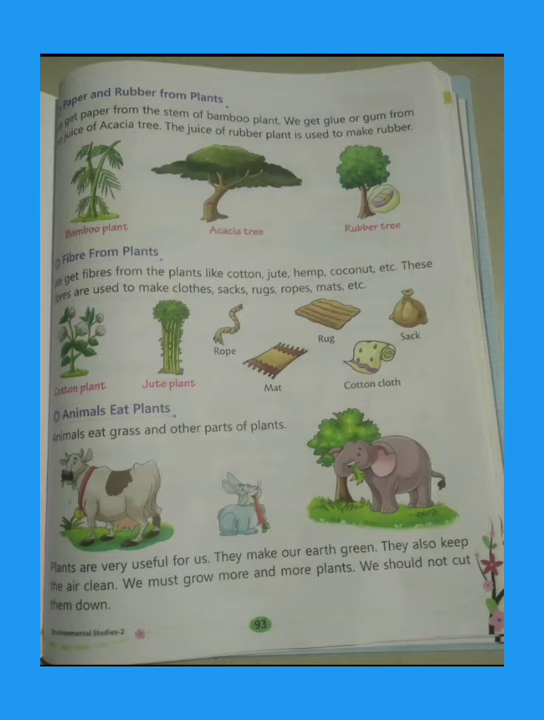 Paper and Rubber from Plants
get paper from the stem of bamboo plant. We get glue or gum from
juice of Acacia tree. The juice of rubber plant is used to make rubber.
Bamboo plant
Acacia tree
Rubber tree
Fibre From Plants
We get fibres from the plants like cotton, jute, hemp, coconut, etc. These
fibres are used to make clothes, sacks, rugs, ropes, mats, etc.
Rope
Rug
Sack
Cotton plant
Jute plant
Mat
Cotton cloth
Animals Eat Plants
Animals eat grass and other parts of plants.
Plants are very useful for us. They make our earth green. They also keep
the air clean. We must grow more and more plants. We should not cut
them down.
Environmental Studies-2
93